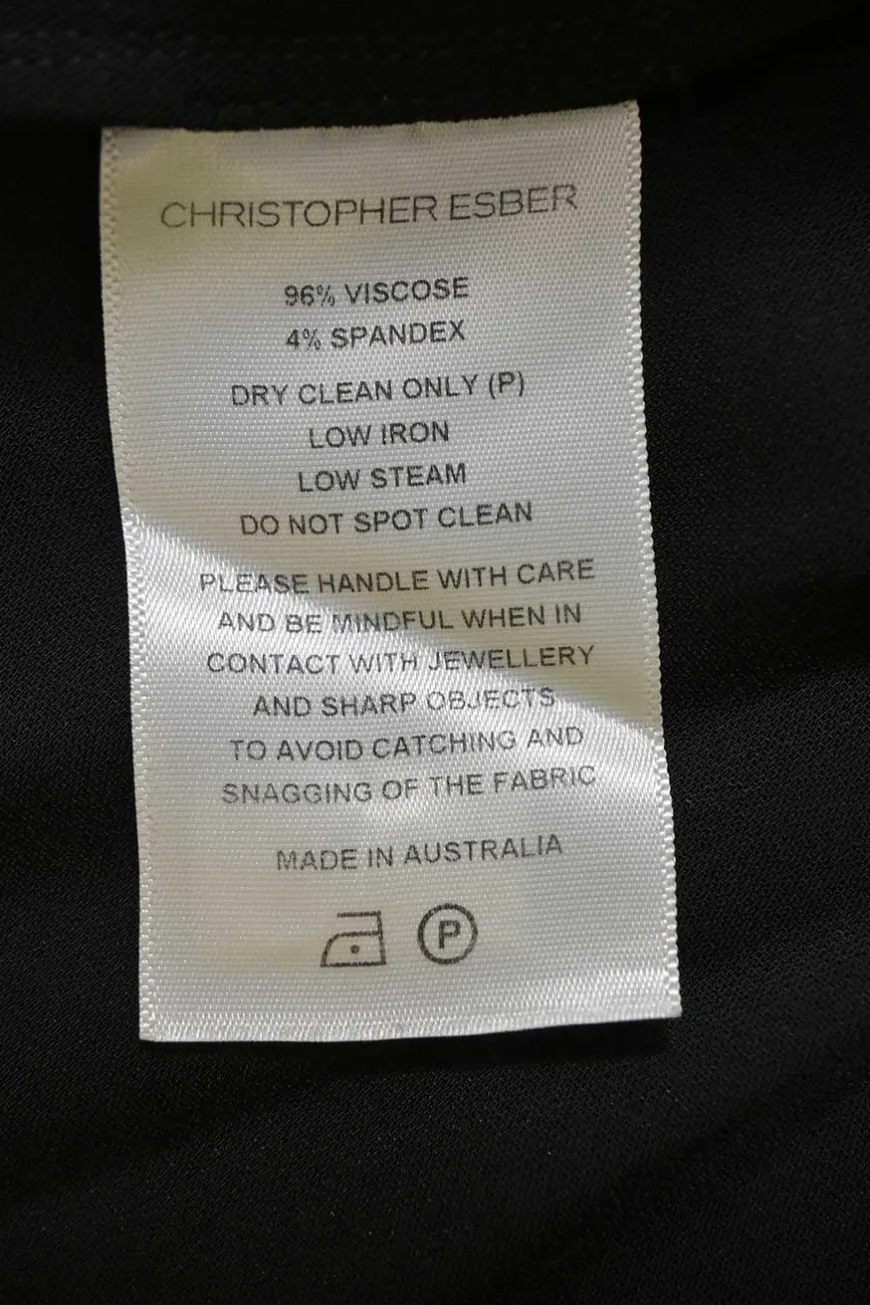 CHRISTOPHER ESBER
96% VISCOSE
4% SPANDEX
DRY CLEAN ONLY (P)
LOW IRON
LOW STEAM
DO NOT SPOT CLEAN
PLEASE HANDLE WITH CARE
AND BE MINDFUL WHEN IN
CONTACT WITH JEWELLERY
AND SHARP OBJECTS
TO AVOID CATCHING AND
SNAGGING OF THE FABRIC
MADE IN AUSTRALIA
P